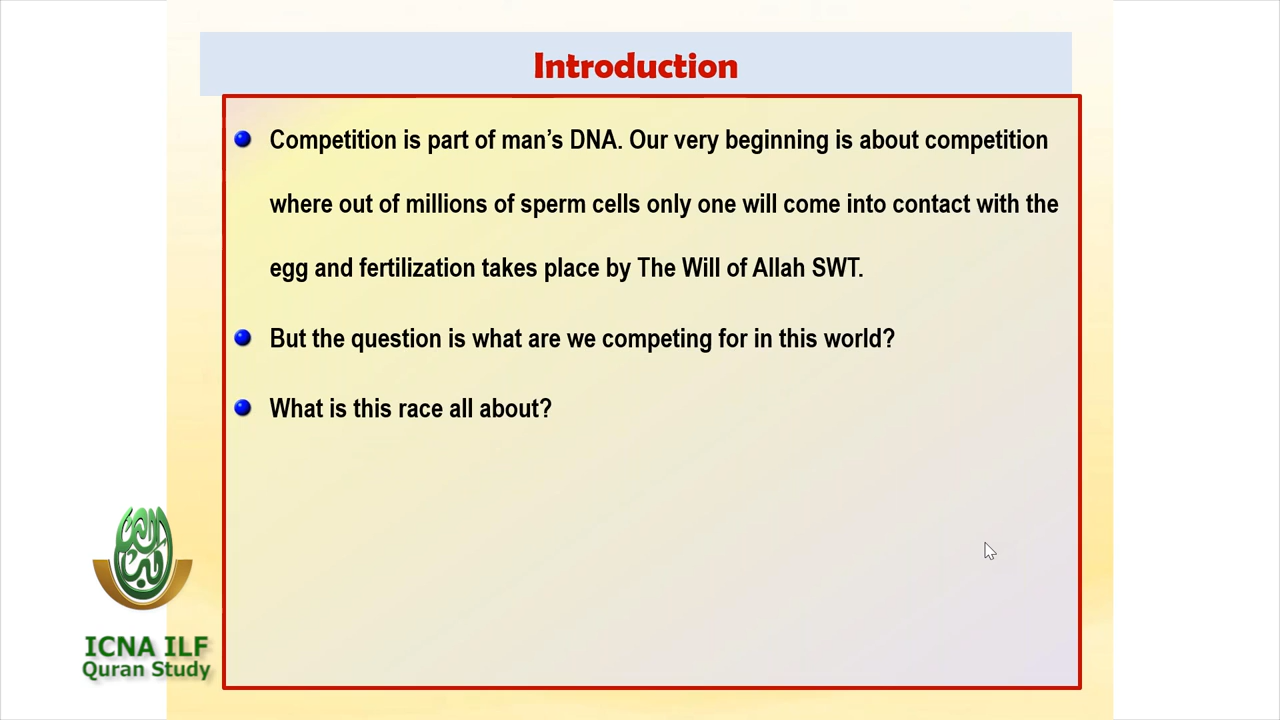 Introduction
Competition is part of man’s DNA. Our very beginning is about competition
where out of millions of sperm cells only one will come into contact with the
egg and fertilization takes place by The Will of Allah SWT.
But the question is what are we competing for in this world?
What is this race all about?
ICNA ILF
Quran Study